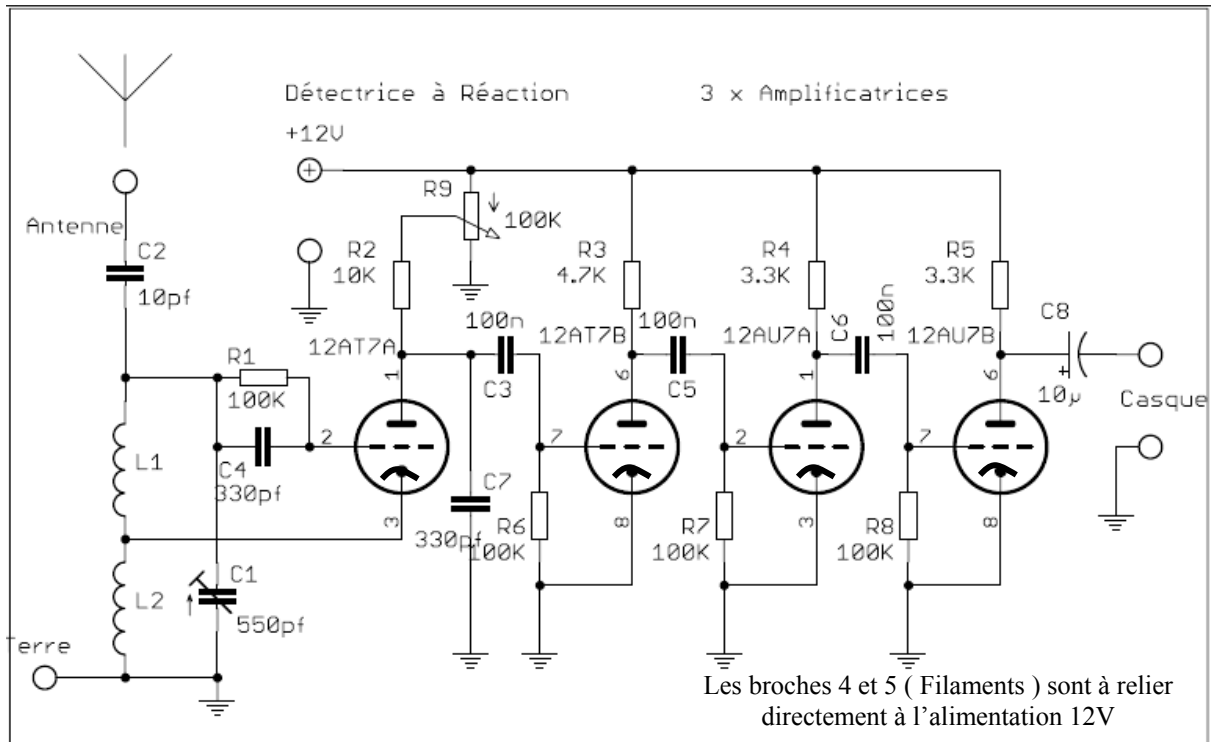 Détectrice à Réaction
3 x Amplificatrices
+12V
Antenne
C2
10pf
R9
100K
R2
10K
R3
4.7K
R4
3.3K
R5
3.3K
100n
C3
100n
C5
C6
100n
C8
+
10µ
Casque
12AT7A
12AT7B
12AU7A
12AU7B
1
6
1
6
R1
100K
2
7
2
7
C4
330pf
L1
L2
3
8
3
8
C7
330pf
R6
100K
R7
100K
R8
100K
C1
550pf
Terre
Les broches 4 et 5 ( Filaments ) sont à relier
directement à l'alimentation 12V